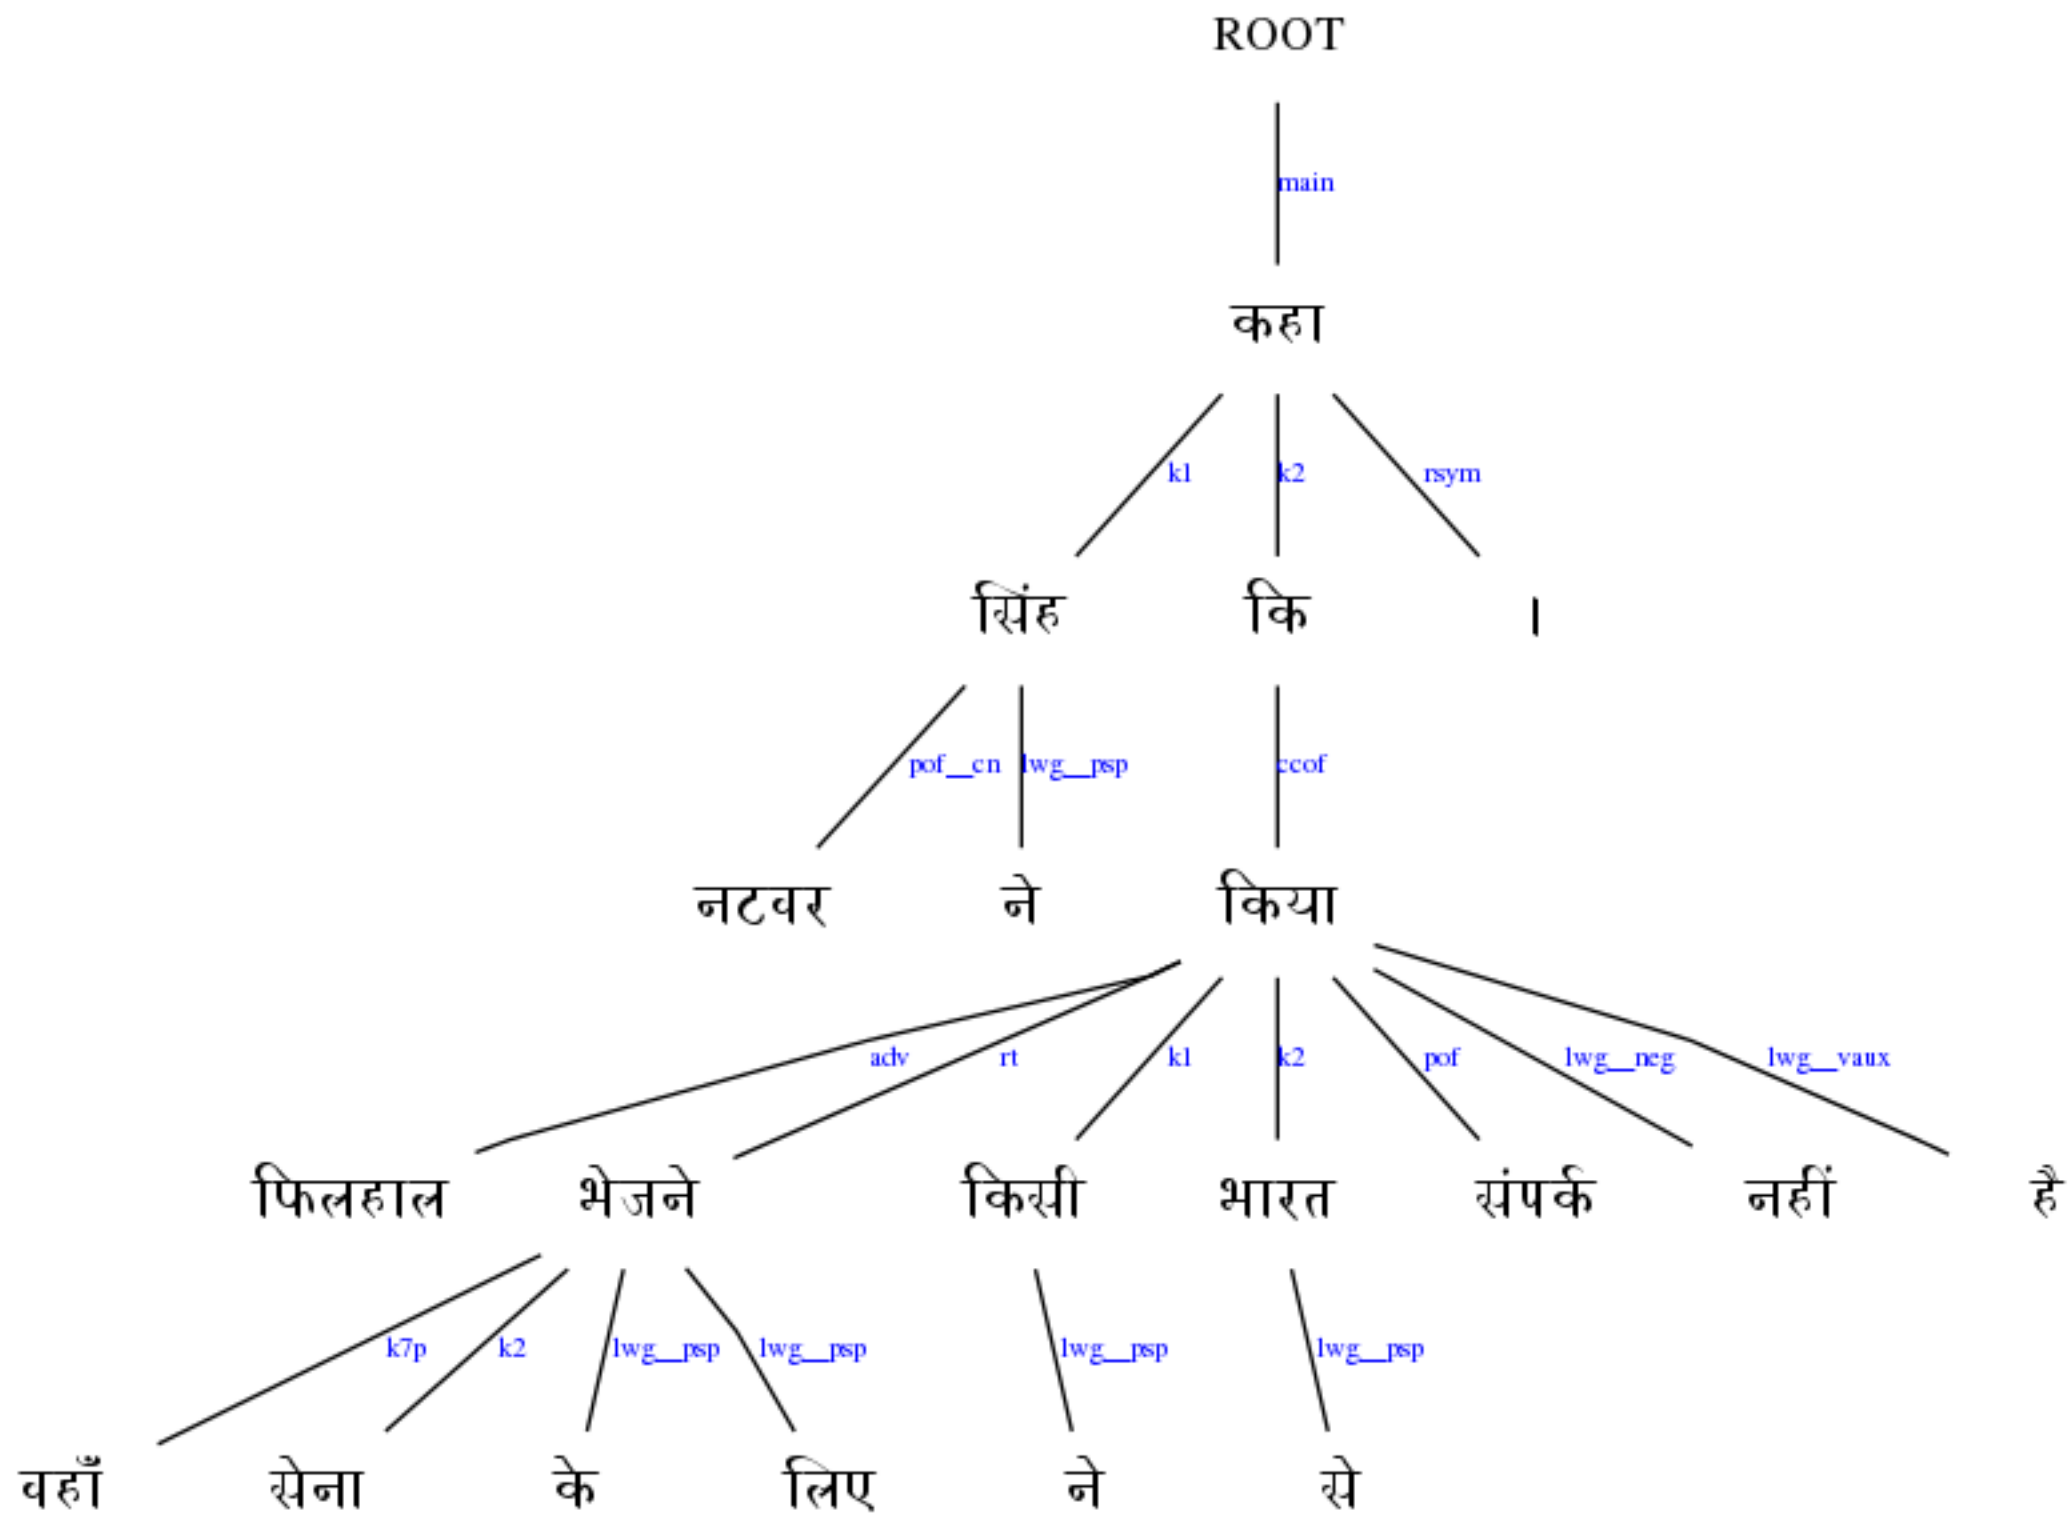 ROOT
main
कहा
k1 k2 rsym
सिंह कि ।
pof__cn lwg__psp ccof
नटवर ने किया
adv rt k1 k2 pof lwg__neg lwg__vaux
फिलहाल भेजने किसी भारत संपर्क नहीं है
k7p k2 lwg__psp lwg__psp lwg__psp lwg__psp
वहाँ सेना के लिए ने से